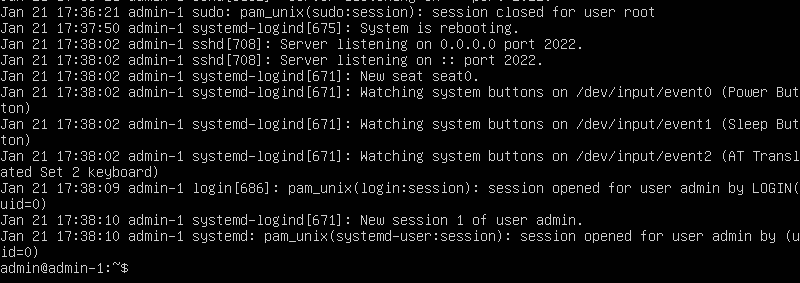 Jan 21 17:36:21 admin-1 sudo: pam_unix(sudo:session): session closed for user root
Jan 21 17:37:50 admin-1 systemd-logind[675]: System is rebooting.
Jan 21 17:38:02 admin-1 sshd[708]: Server listening on 0.0.0.0 port 2022.
Jan 21 17:38:02 admin-1 sshd[708]: Server listening on :: port 2022.
Jan 21 17:38:02 admin-1 systemd-logind[671]: New seat seat0.
Jan 21 17:38:02 admin-1 systemd-logind[671]: Watching system buttons on /dev/input/event0 (Power But
ton)
Jan 21 17:38:02 admin-1 systemd-logind[671]: Watching system buttons on /dev/input/event1 (Sleep But
ton)
Jan 21 17:38:02 admin-1 systemd-logind[671]: Watching system buttons on /dev/input/event2 (AT Transl
ated Set 2 keyboard)
Jan 21 17:38:09 admin-1 login[686]: pam_unix(login:session): session opened for user admin by LOGIN(
uid=0)
Jan 21 17:38:10 admin-1 systemd-logind[671]: New session 1 of user admin.
Jan 21 17:38:10 admin-1 systemd: pam_unix(systemd-user:session): session opened for user admin by (u
id=0)
admin@admin-1:~$